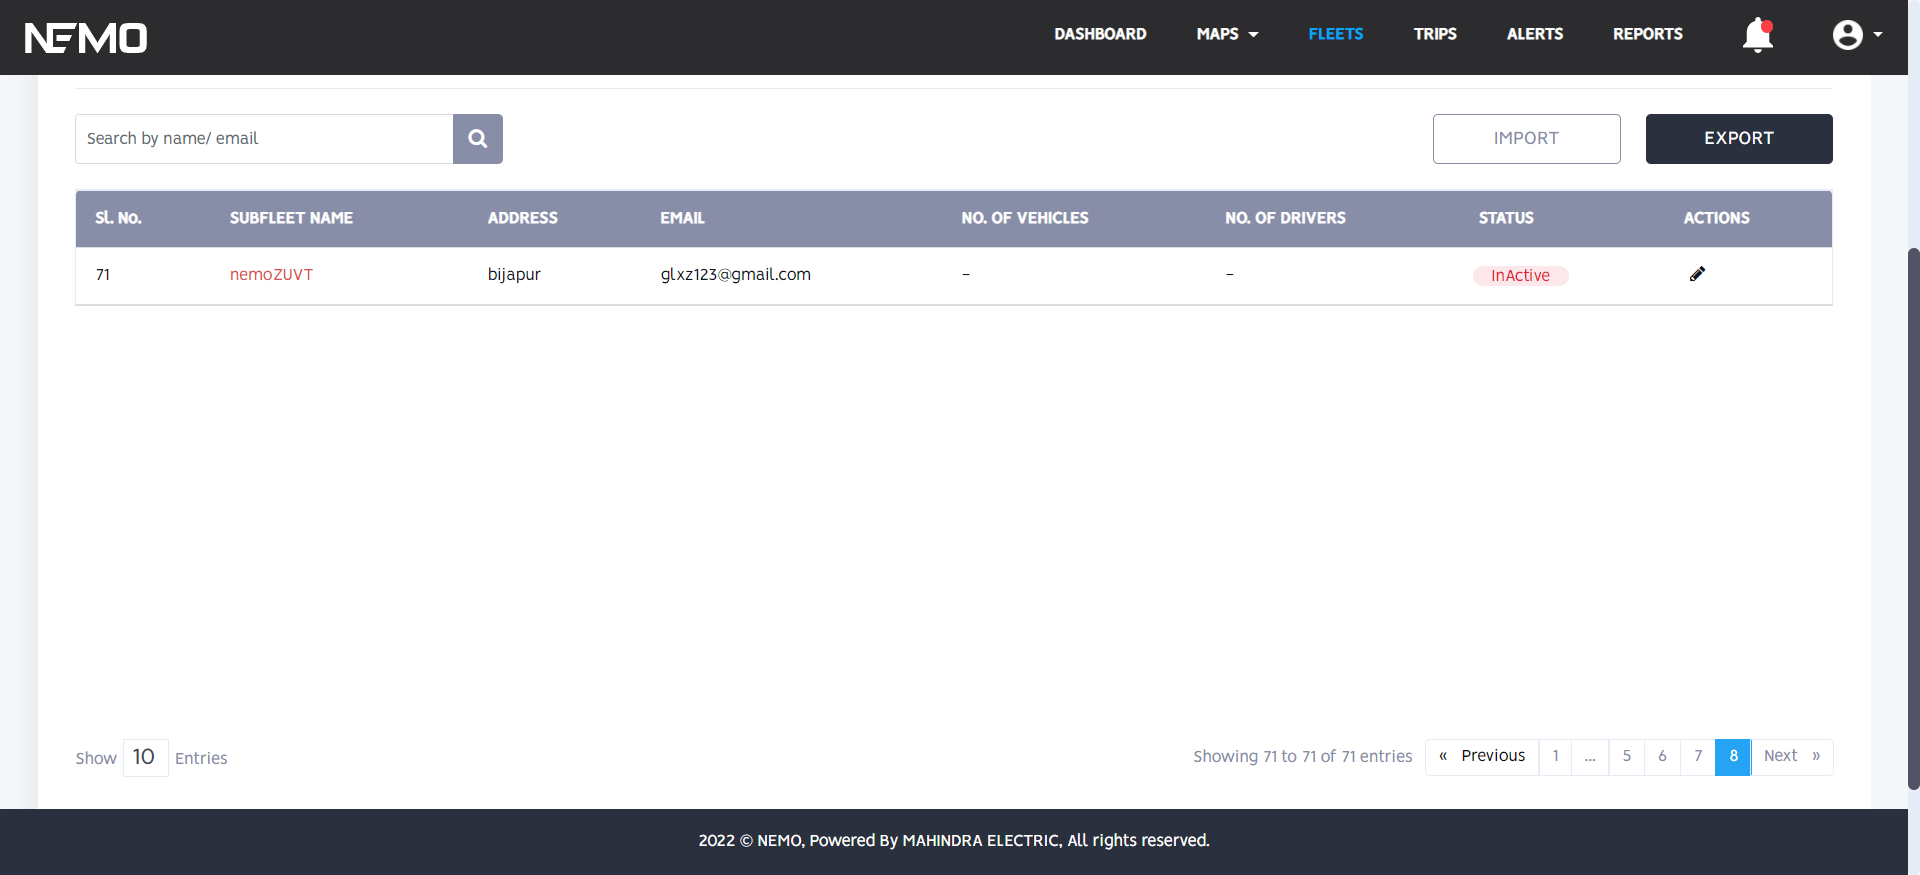 NEMO
DASHBOARD MAPS FLEETS TRIPS ALERTS REPORTS
Search by name/ email
IMPORT EXPORT
Sl. No. SUBFLEET NAME ADDRESS EMAIL NO. OF VEHICLES NO. OF DRIVERS STATUS ACTIONS
71 nemoZUVT bijapur glxz123@gmail.com – – InActive
Show 10 Entries Showing 71 to 71 of 71 entries « Previous 1 ... 5 6 7 8 Next »
2022 © NEMO, Powered By MAHINDRA ELECTRIC, All rights reserved.